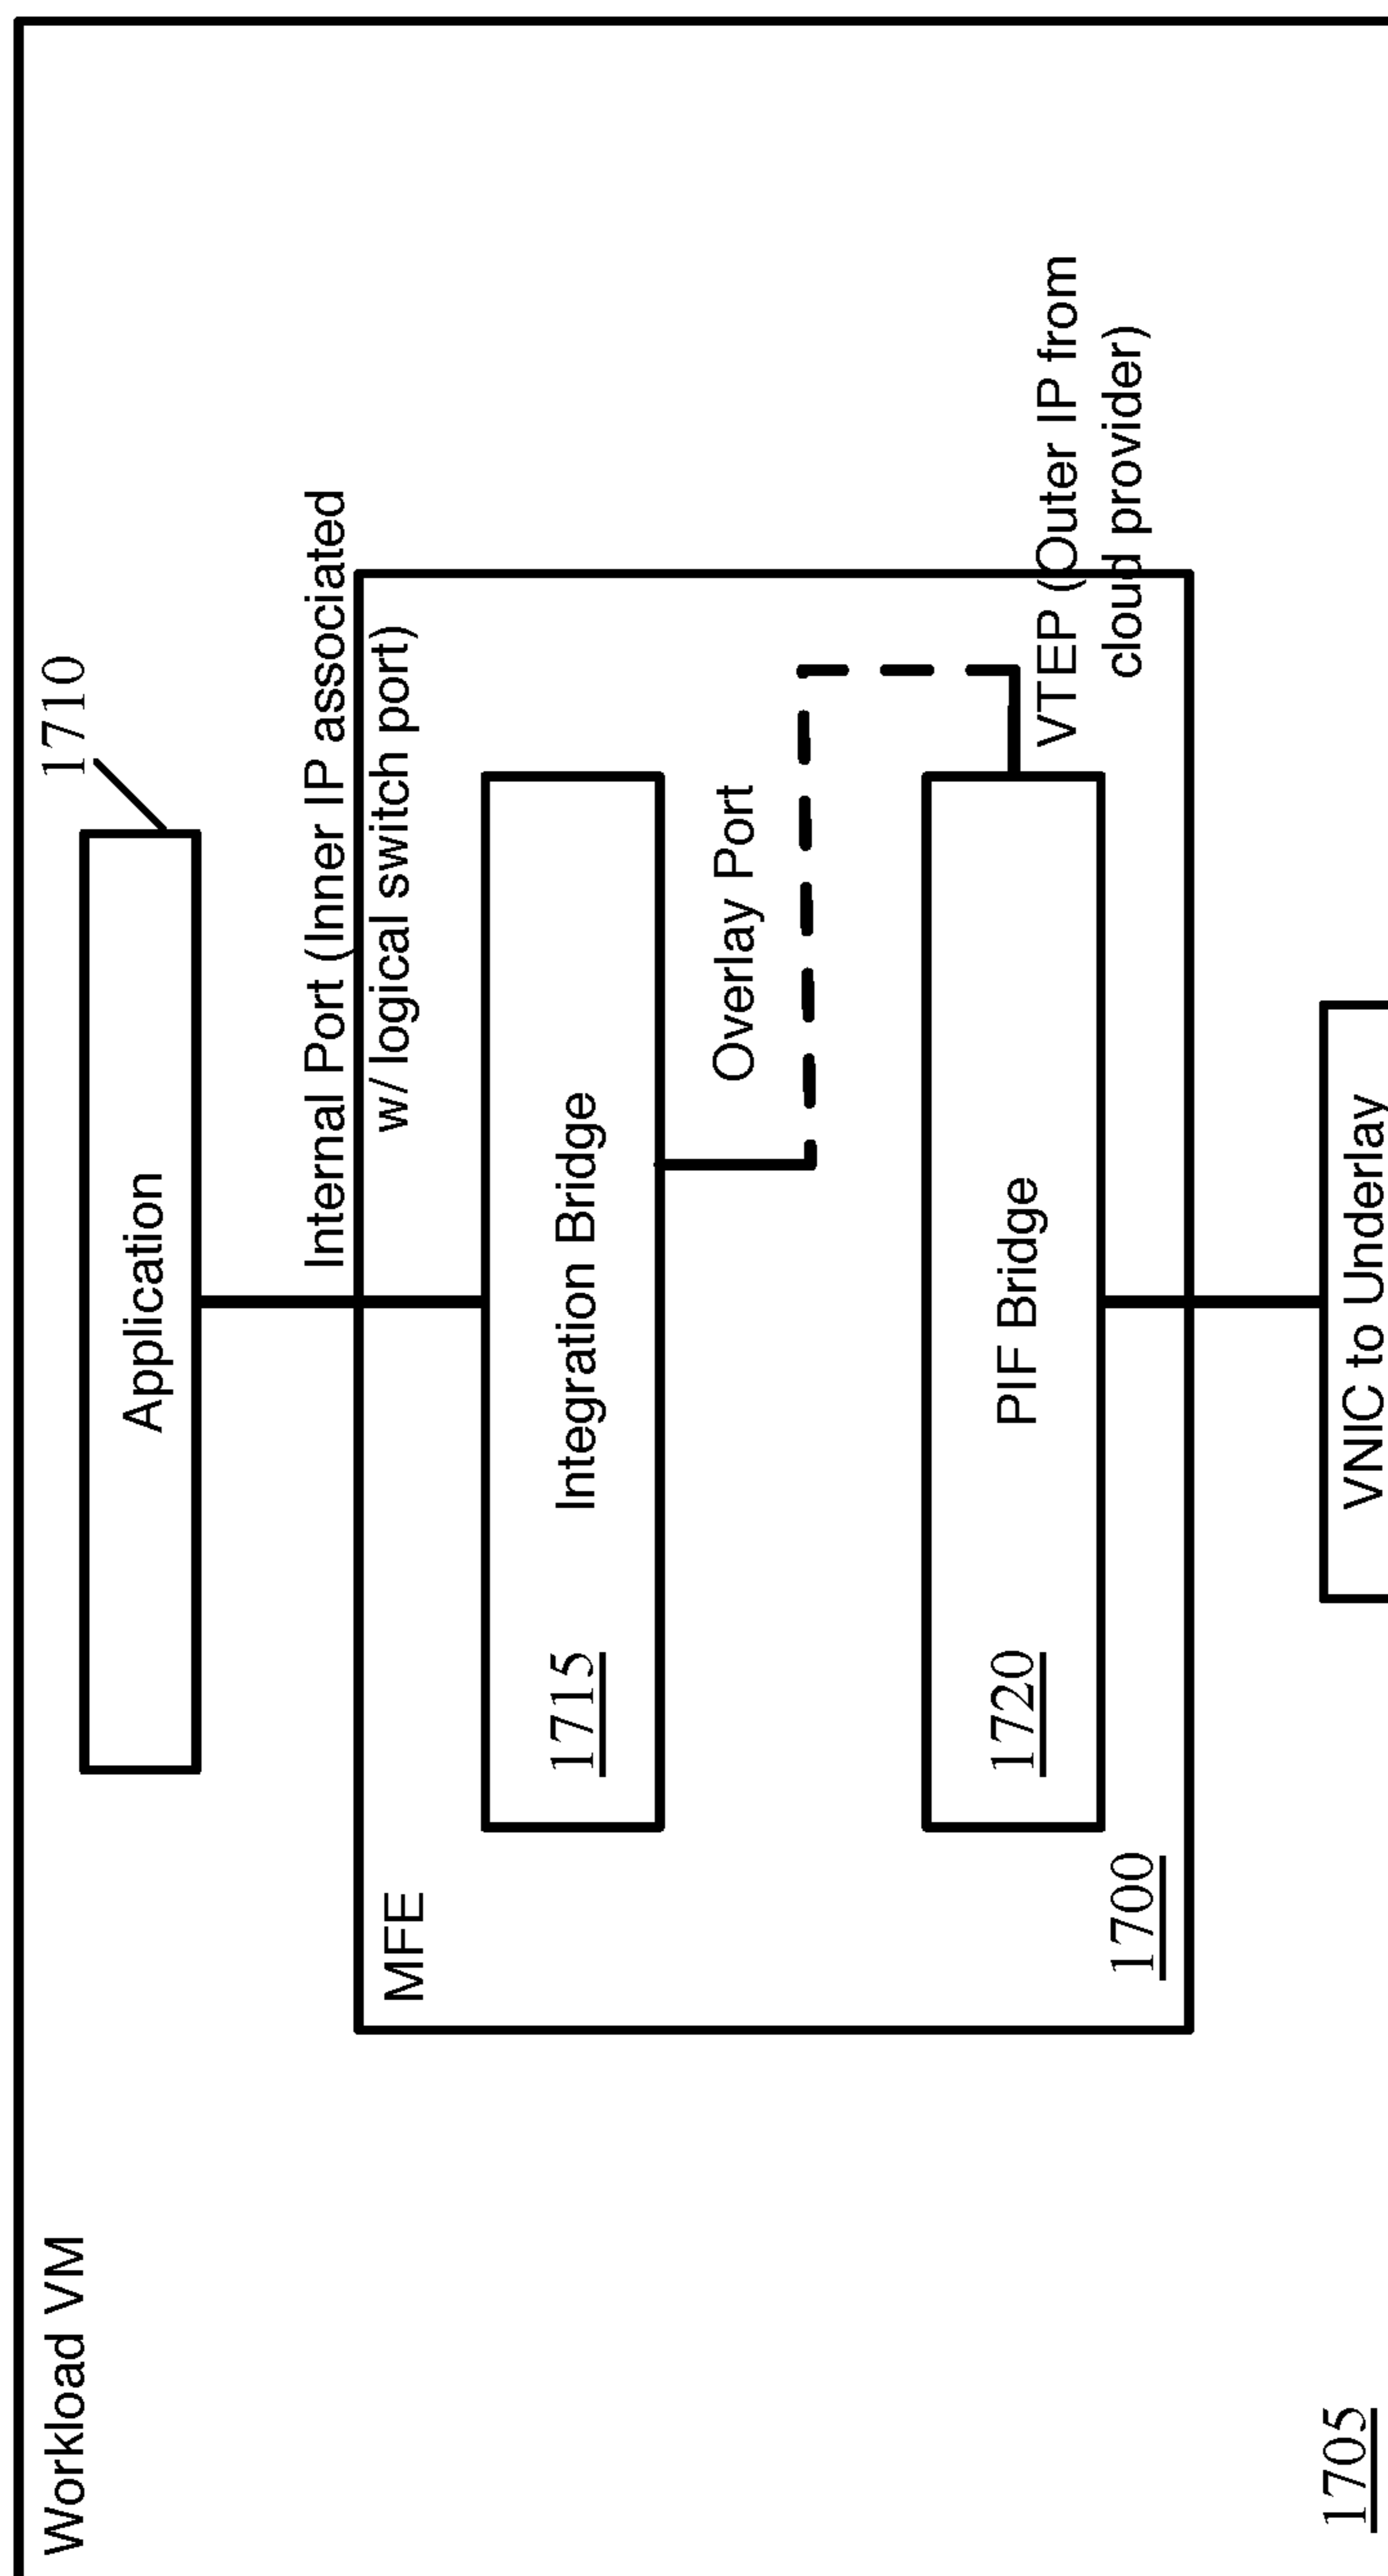 Workload VM
1710
Application
Internal Port (Inner IP associated
w/ logical switch port)
MFE
1715
Integration Bridge
Overlay Port
1720
PIF Bridge
VTEP (Outer IP from
cloud provider)
1700
1705
VNIC to Underlay